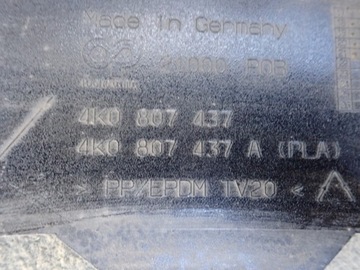 Made in Germany
4K0 807 437
4K0 807 437 A (PLA)
> PP/EPDM TV20 <